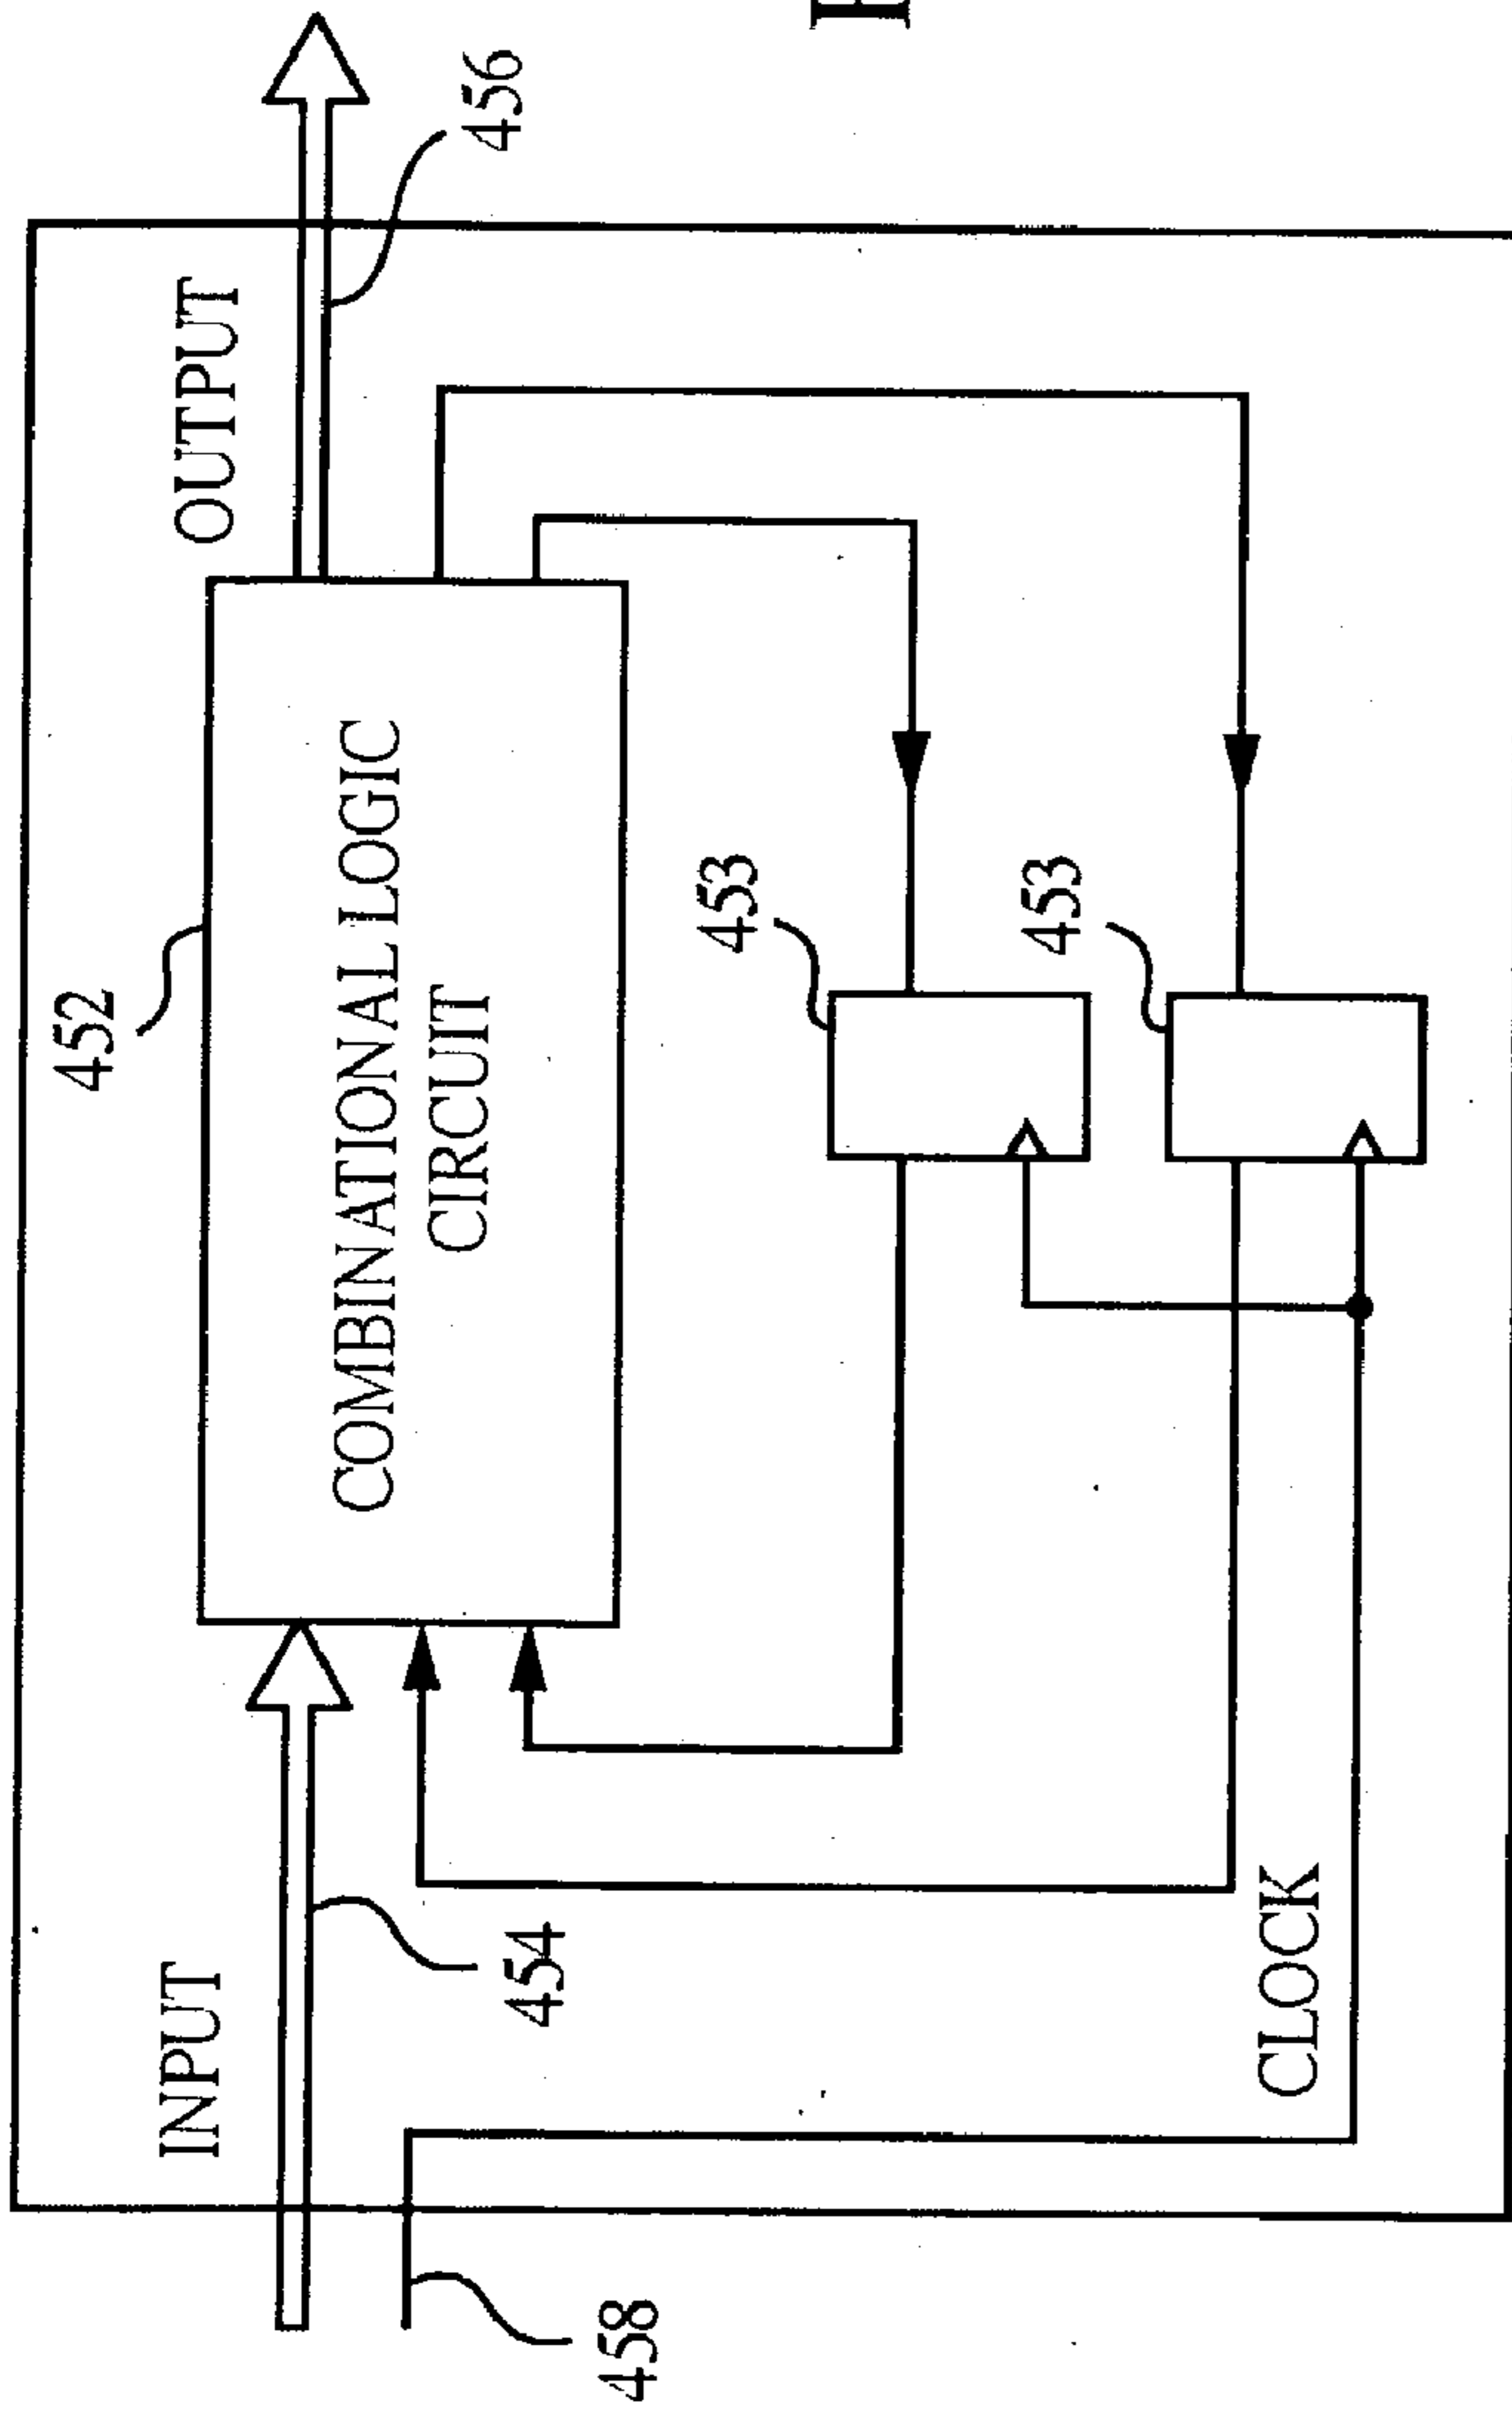 452
OUTPUT
456
COMBINATIONAL LOGIC
CIRCUIT
INPUT
454
453
453
CLOCK
458